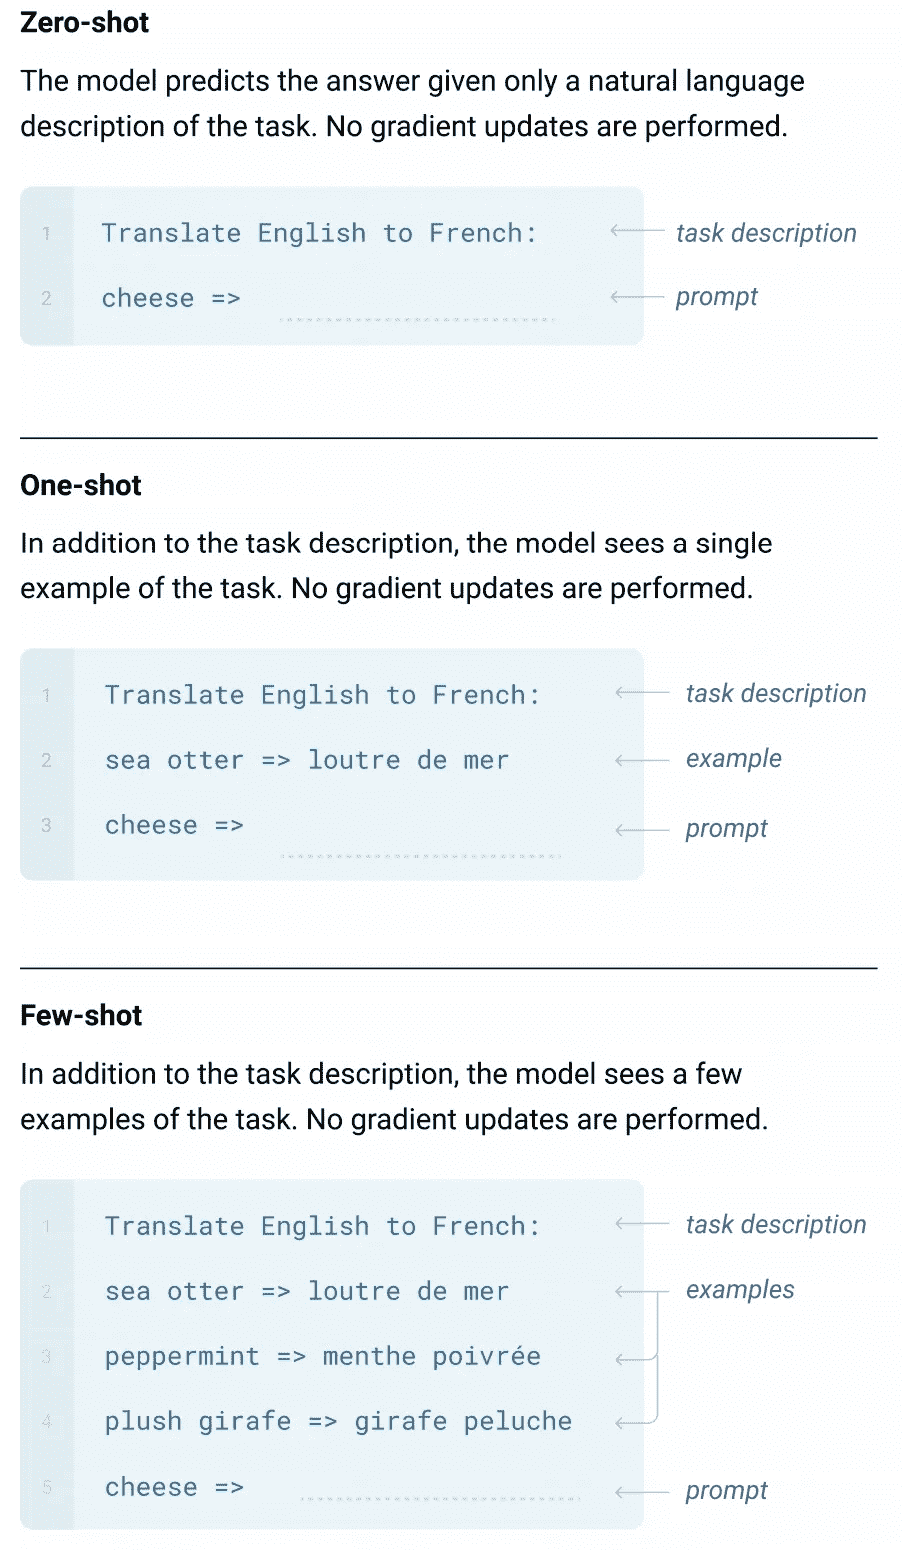 Zero-shot
The model predicts the answer given only a natural language
description of the task. No gradient updates are performed.
1 Translate English to French: task description
2 cheese => prompt
One-shot
In addition to the task description, the model sees a single
example of the task. No gradient updates are performed.
1 Translate English to French: task description
2 sea otter => loutre de mer example
3 cheese => prompt
Few-shot
In addition to the task description, the model sees a few
examples of the task. No gradient updates are performed.
1 Translate English to French: task description
2 sea otter => loutre de mer examples
3 peppermint => menthe poivrée
4 plush girafe => girafe peluche
5 cheese => prompt